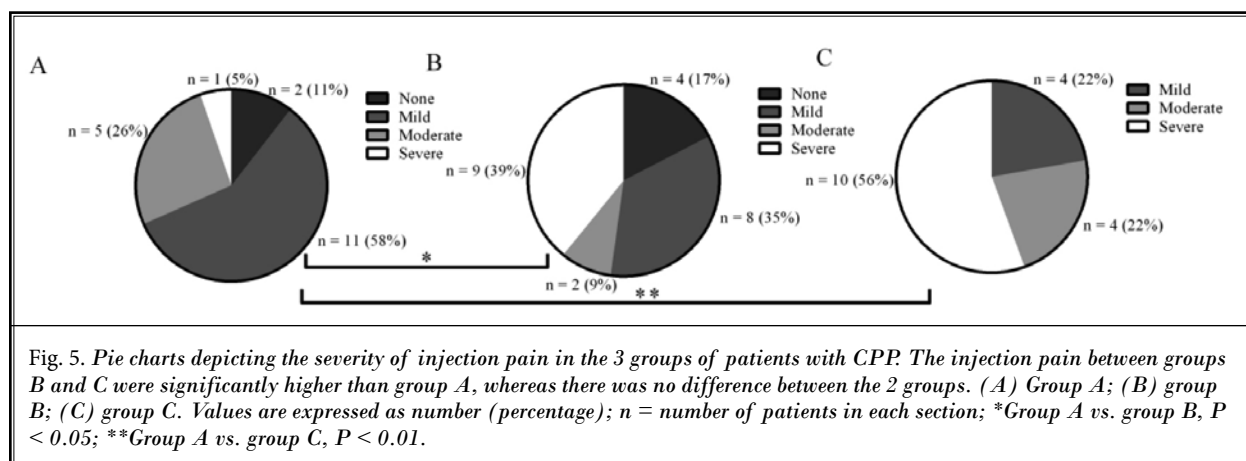 A
n = 1 (5%)
n = 2 (11%)
None
Mild
Moderate
Severe
n = 5 (26%)
n = 11 (58%)
*
B
n = 4 (17%)
None
Mild
Moderate
Severe
n = 9 (39%)
n = 8 (35%)
n = 2 (9%)
**
C
n = 4 (22%)
Mild
Moderate
Severe
n = 10 (56%)
n = 4 (22%)
Fig. 5. Pie charts depicting the severity of injection pain in the 3 groups of patients with CPP. The injection pain between groups
B and C were significantly higher than group A, whereas there was no difference between the 2 groups. (A) Group A; (B) group
B; (C) group C. Values are expressed as number (percentage); n = number of patients in each section; *Group A vs. group B, P
< 0.05; **Group A vs. group C, P < 0.01.